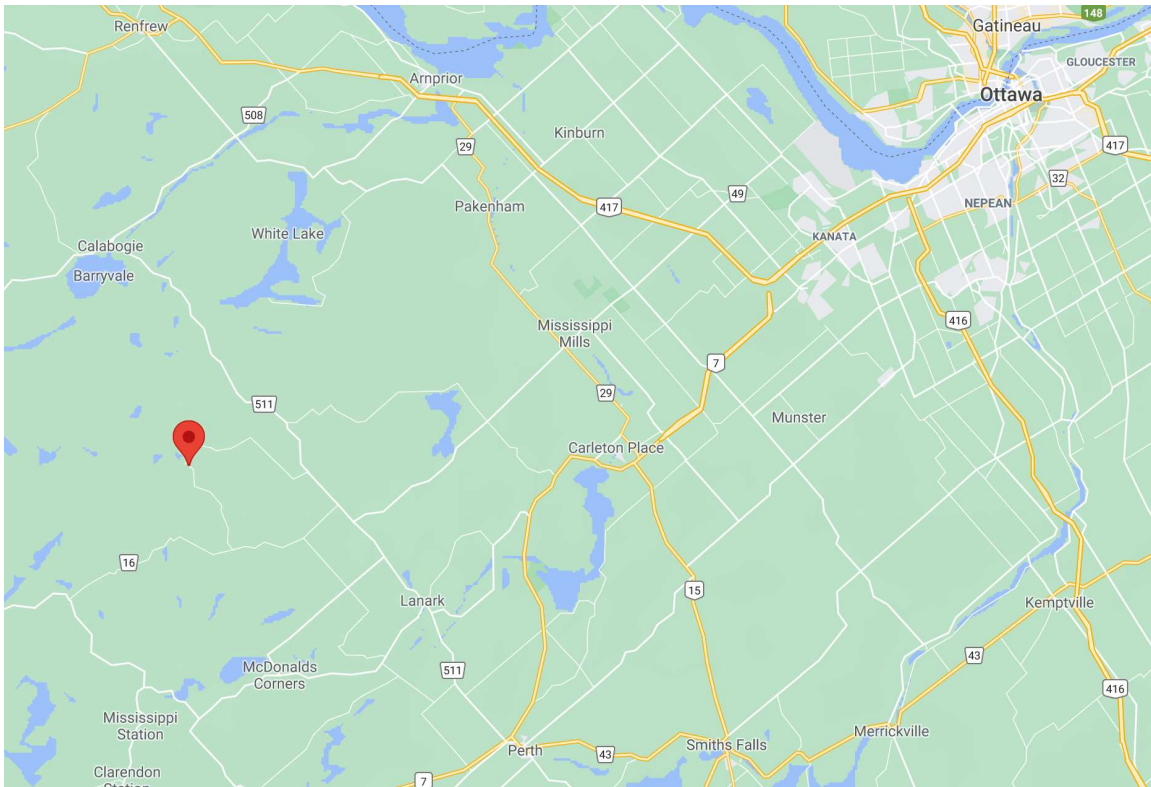 148
Renfrew
Gatineau
GLOUCESTER
Arnprior
Ottawa
508
Kinburn
29
417
32
49
Pakenham
417
NEPEAN
White Lake
KANATA
Calabogie
Barryvale
416
Mississippi
Mills
7
29
511
Munster
Carleton Place
16
15
Lanark
Kemptville
43
McDonalds
Corners
511
416
Mississippi
Station
Merrickville
Perth
43
Smiths Falls
Clarendon
Station
7